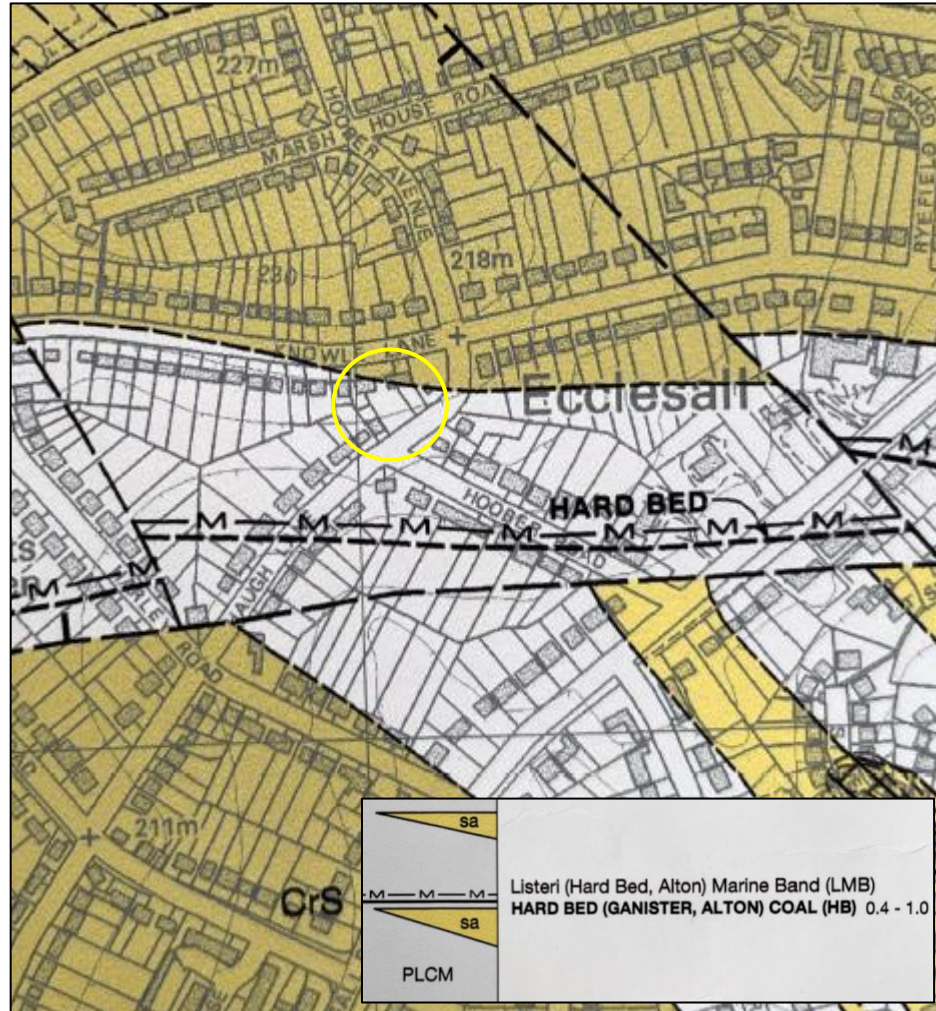 227m
HOOBER AVENUE
MARSH HOUSE ROAD
SNOD
RYEFIELD
230
218m
KNOWLE LANE
Ecclesall
M
HOOBER
HARD BED
M M M M M M M
M M
ROAD
211m
CrS
sa
M M M
sa
PLCM
Listeri (Hard Bed, Alton) Marine Band (LMB)
HARD BED (GANISTER, ALTON) COAL (HB) 0.4 - 1.0